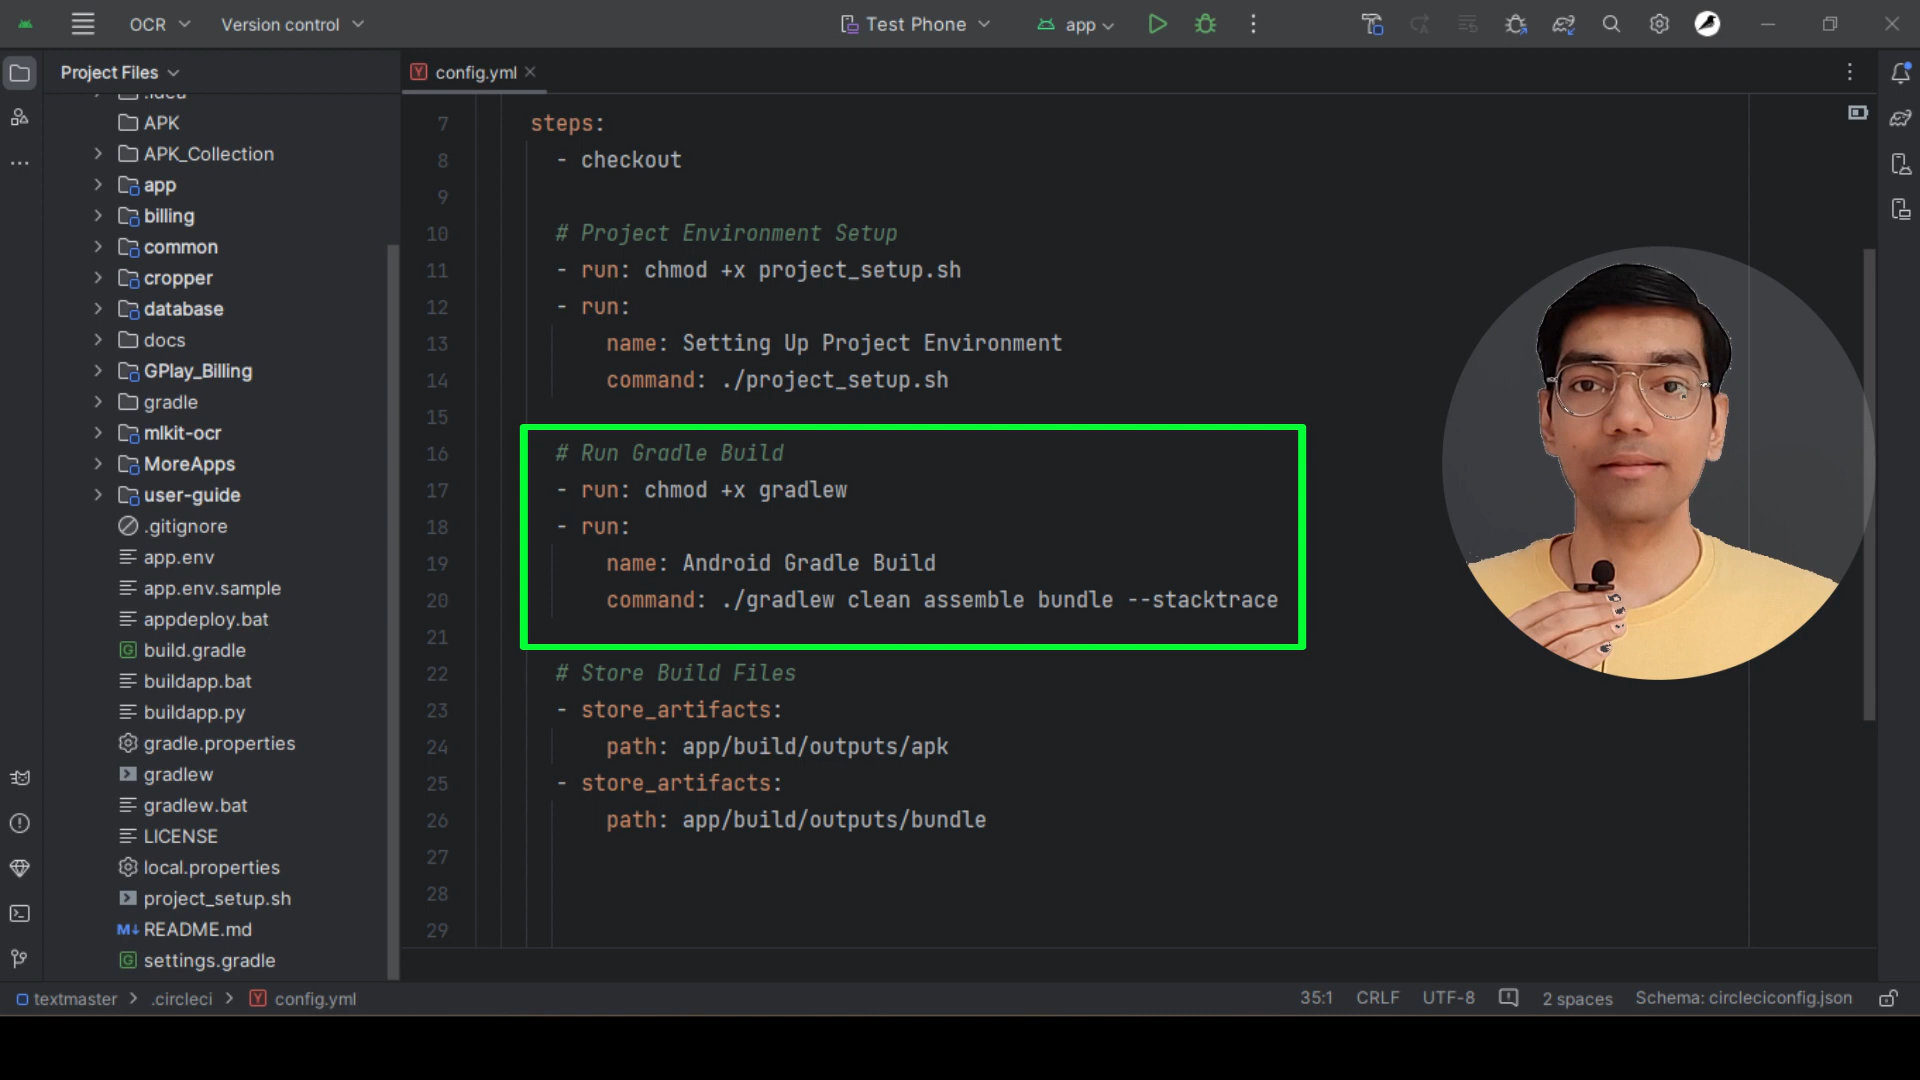 OCR
Version control
Test Phone
app
Project Files
config.yml
.idea
APK
APK_Collection
app
billing
common
cropper
database
docs
GPlay_Billing
gradle
mlkit-ocr
MoreApps
user-guide
.gitignore
app.env
app.env.sample
appdeploy.bat
build.gradle
buildapp.bat
buildapp.py
gradle.properties
gradlew
gradlew.bat
LICENSE
local.properties
project_setup.sh
M↓ README.md
settings.gradle
7 steps:
8 - checkout
9
10 # Project Environment Setup
11 - run: chmod +x project_setup.sh
12 - run:
13 name: Setting Up Project Environment
14 command: ./project_setup.sh
15
16 # Run Gradle Build
17 - run: chmod +x gradlew
18 - run:
19 name: Android Gradle Build
20 command: ./gradlew clean assemble bundle --stacktrace
21
22 # Store Build Files
23 - store_artifacts:
24 path: app/build/outputs/apk
25 - store_artifacts:
26 path: app/build/outputs/bundle
27
28
29
textmaster > .circleci > Y config.yml
35:1 CRLF UTF-8 2 spaces Schema: circleciconfig.json